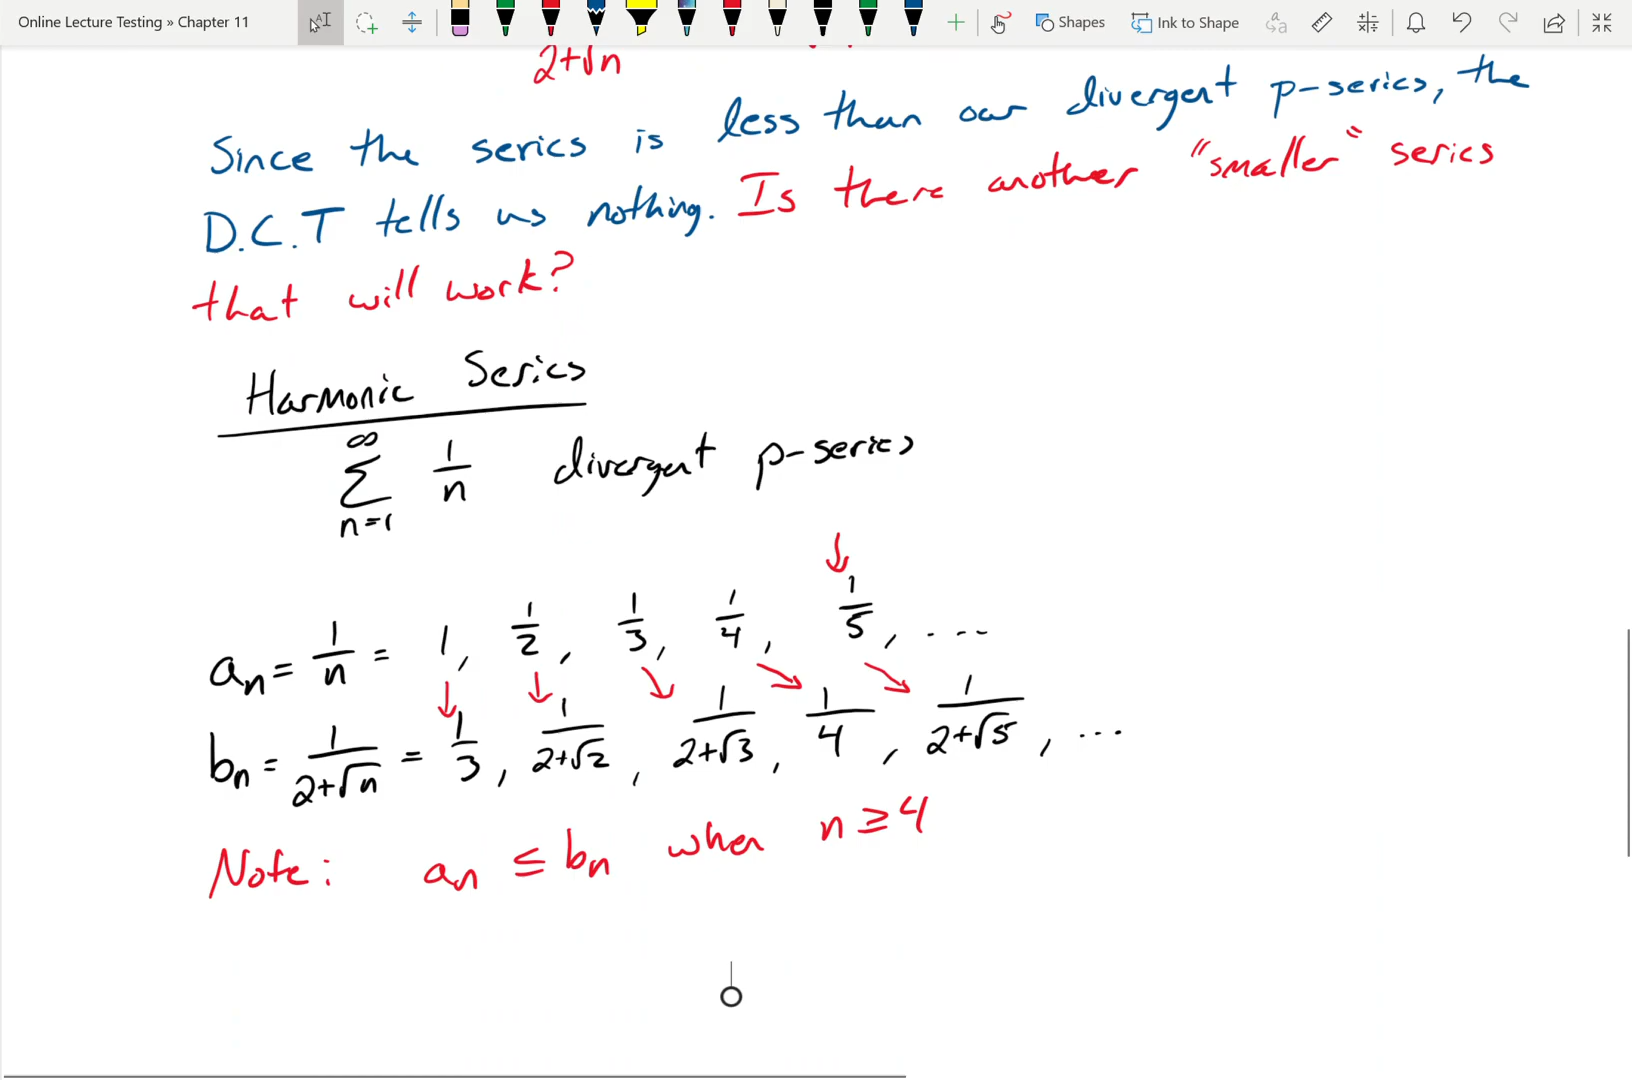 Online Lecture Testing » Chapter 11
Shapes
Ink to Shape
2+√n
Since the series is less than our divergent p-series, the
D.C.T tells us nothing. Is there another "smaller" series
that will work?
Harmonic Series
∞
∑ 1/n divergent p-series
n=1
aₙ = 1/n = 1, 1/2, 1/3, 1/4, 1/5, ....
bₙ = 1/(2+√n) = 1/3, 1/(2+√2), 1/(2+√3), 1/4, 1/(2+√5), ...
Note: aₙ ≤ bₙ when n ≥ 4